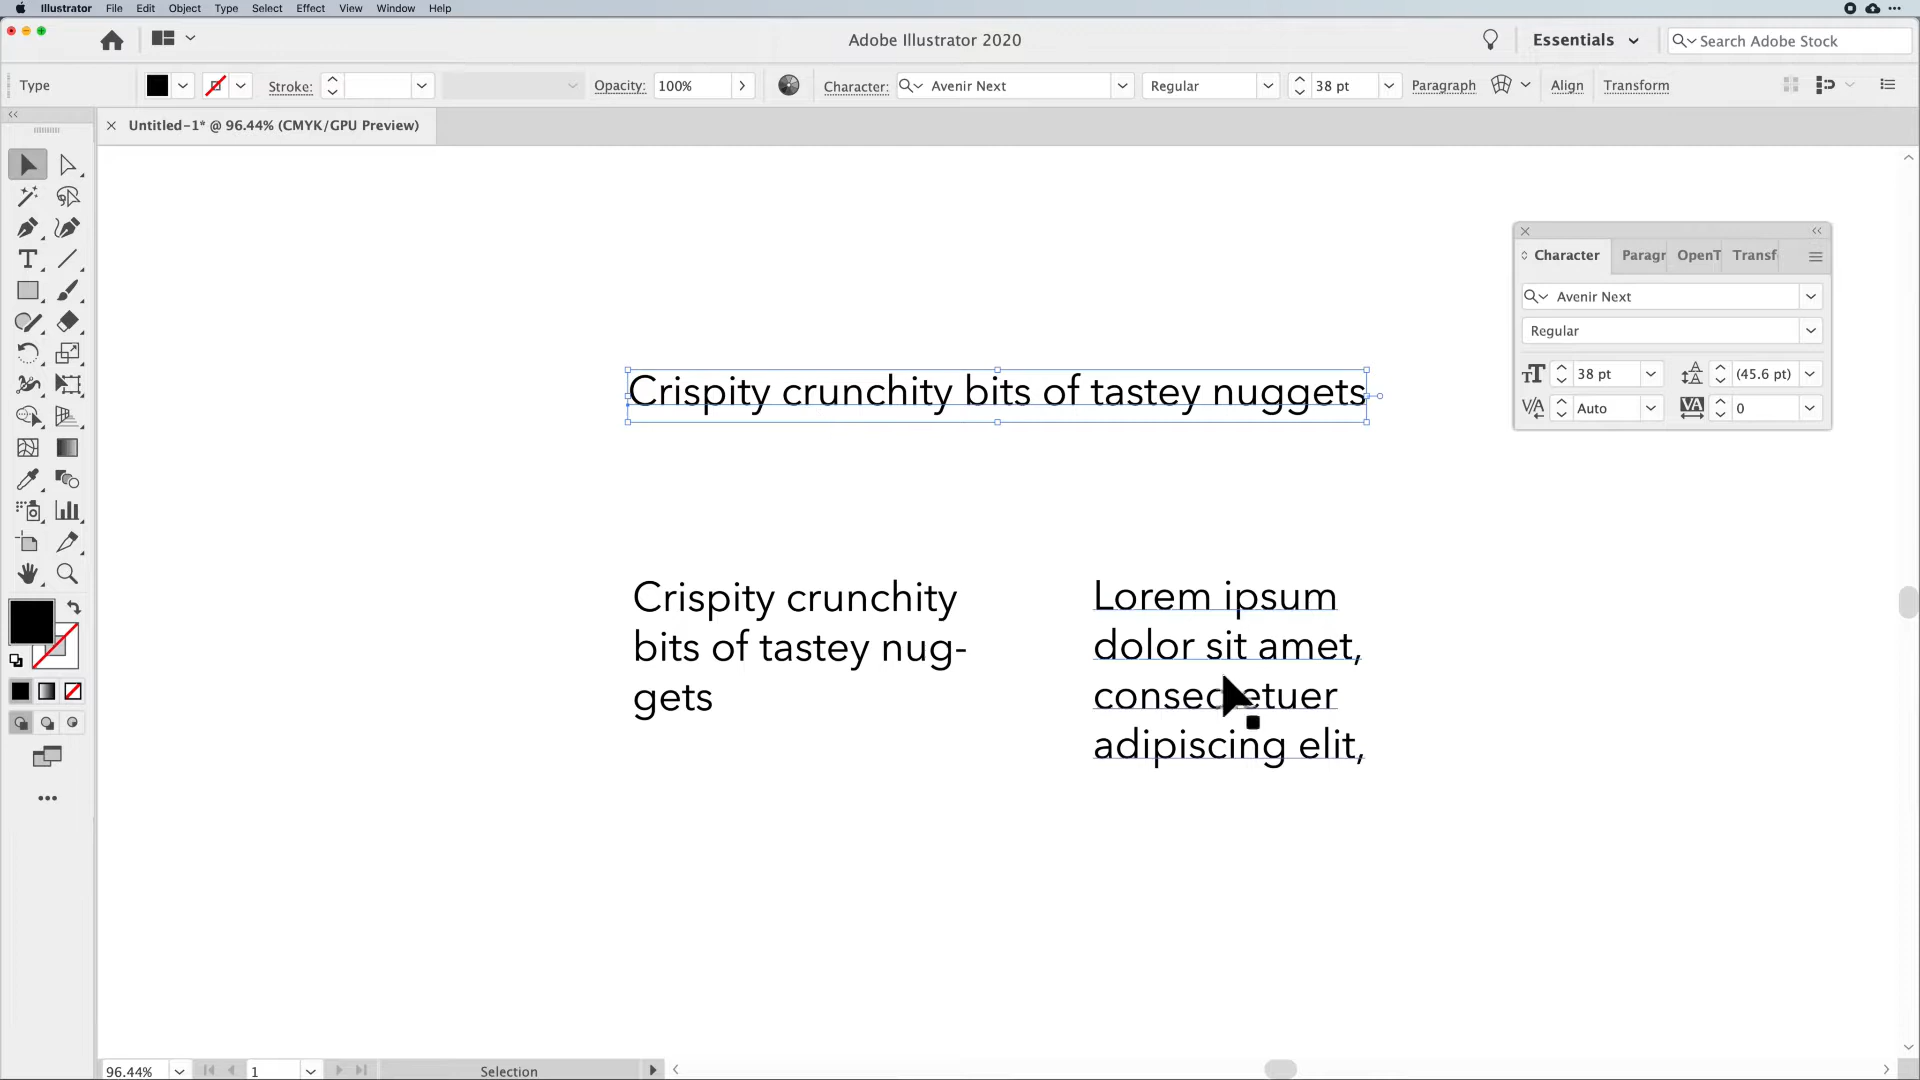 Illustrator File Edit Object Type Select Effect View Window Help
Adobe Illustrator 2020
Essentials
Search Adobe Stock
Type
Stroke:
Opacity: 100%
Character: Avenir Next
Regular
38 pt
Paragraph
Align
Transform
Untitled-1* @ 96.44% (CMYK/GPU Preview)
Character Paragr OpenT Transf
Avenir Next
Regular
38 pt (45.6 pt)
Auto 0
Crispity crunchity bits of tastey nuggets
Crispity crunchity
bits of tastey nug-
gets
Lorem ipsum
dolor sit amet,
consectetuer
adipiscing elit,
96.44% 1 Selection